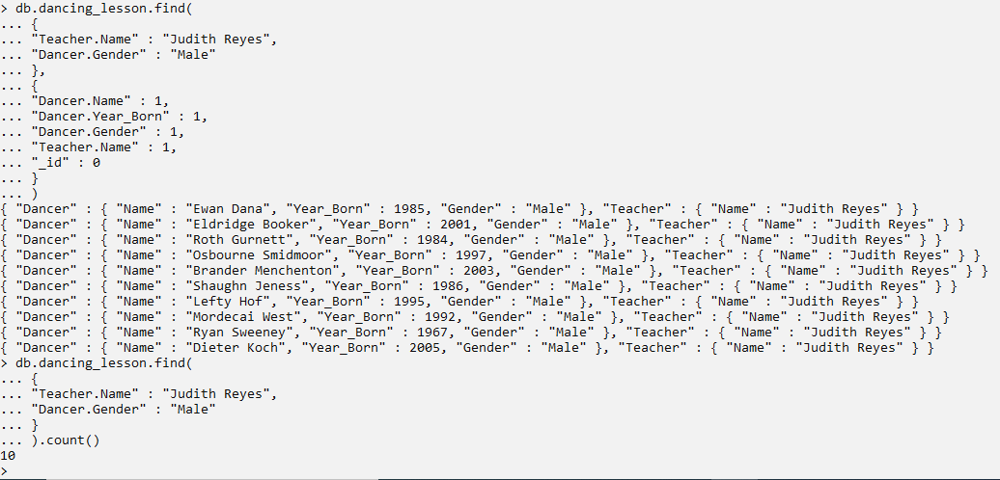 > db.dancing_lesson.find(
... {
... "Teacher.Name" : "Judith Reyes",
... "Dancer.Gender" : "Male"
... },
... {
... "Dancer.Name" : 1,
... "Dancer.Year_Born" : 1,
... "Dancer.Gender" : 1,
... "Teacher.Name" : 1,
... "_id" : 0
... }
... )
{ "Dancer" : { "Name" : "Ewan Dana", "Year_Born" : 1985, "Gender" : "Male" }, "Teacher" : { "Name" : "Judith Reyes" } }
{ "Dancer" : { "Name" : "Eldridge Booker", "Year_Born" : 2001, "Gender" : "Male" }, "Teacher" : { "Name" : "Judith Reyes" } }
{ "Dancer" : { "Name" : "Roth Gurnett", "Year_Born" : 1984, "Gender" : "Male" }, "Teacher" : { "Name" : "Judith Reyes" } }
{ "Dancer" : { "Name" : "Osbourne Smidmoor", "Year_Born" : 1997, "Gender" : "Male" }, "Teacher" : { "Name" : "Judith Reyes" } }
{ "Dancer" : { "Name" : "Brander Menchenton", "Year_Born" : 2003, "Gender" : "Male" }, "Teacher" : { "Name" : "Judith Reyes" } }
{ "Dancer" : { "Name" : "Shaughn Jeness", "Year_Born" : 1986, "Gender" : "Male" }, "Teacher" : { "Name" : "Judith Reyes" } }
{ "Dancer" : { "Name" : "Lefty Hof", "Year_Born" : 1995, "Gender" : "Male" }, "Teacher" : { "Name" : "Judith Reyes" } }
{ "Dancer" : { "Name" : "Mordecai West", "Year_Born" : 1992, "Gender" : "Male" }, "Teacher" : { "Name" : "Judith Reyes" } }
{ "Dancer" : { "Name" : "Ryan Sweeney", "Year_Born" : 1967, "Gender" : "Male" }, "Teacher" : { "Name" : "Judith Reyes" } }
{ "Dancer" : { "Name" : "Dieter Koch", "Year_Born" : 2005, "Gender" : "Male" }, "Teacher" : { "Name" : "Judith Reyes" } }
> db.dancing_lesson.find(
... {
... "Teacher.Name" : "Judith Reyes",
... "Dancer.Gender" : "Male"
... }
... ).count()
10
>